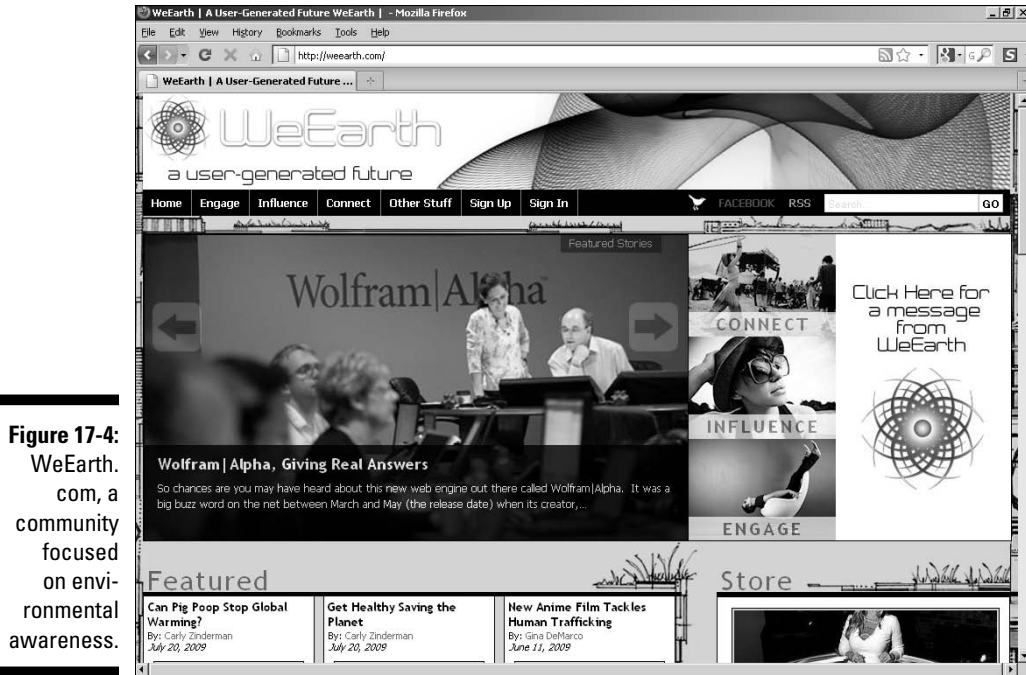 WeEarth | A User-Generated Future WeEarth | - Mozilla Firefox
File Edit View History Bookmarks Tools Help
http://weearth.com/
G
S
WeEarth | A User-Generated Future ...
WeEarth
a user-generated future
Home Engage Influence Connect Other Stuff Sign Up Sign In FACEBOOK RSS Search... GO
Featured Stories
Wolfram|Alpha
CONNECT
INFLUENCE
ENGAGE
Click Here for
a message
from
WeEarth
Wolfram|Alpha, Giving Real Answers
So chances are you may have heard about this new web engine out there called Wolfram|Alpha. It was a
big buzz word on the net between March and May (the release date) when its creator,...
Featured
Can Pig Poop Stop Global
Warming?
By: Carly Zinderman
July 20, 2009
Get Healthy Saving the
Planet
By: Carly Zinderman
July 20, 2009
New Anime Film Tackles
Human Trafficking
By: Gina DeMarco
June 11, 2009
Store
Figure 17-4:
WeEarth.
com, a
community
focused
on envi-
ronmental
awareness.